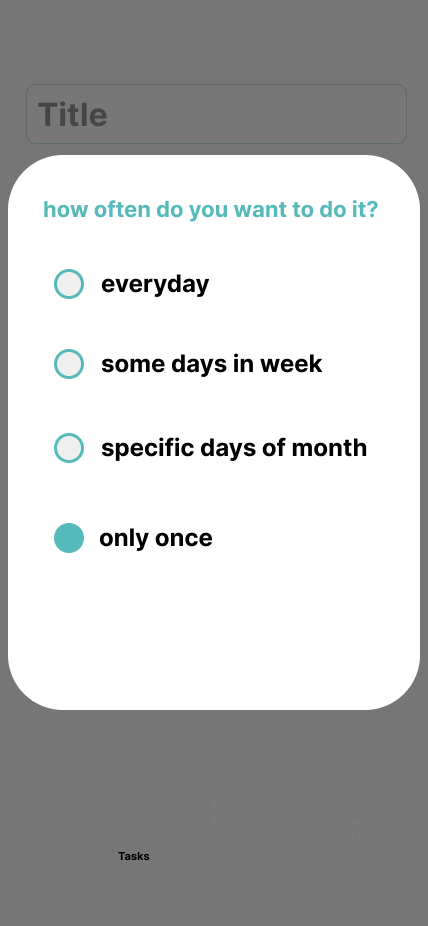 Title
how often do you want to do it?
everyday
some days in week
specific days of month
only once
Tasks